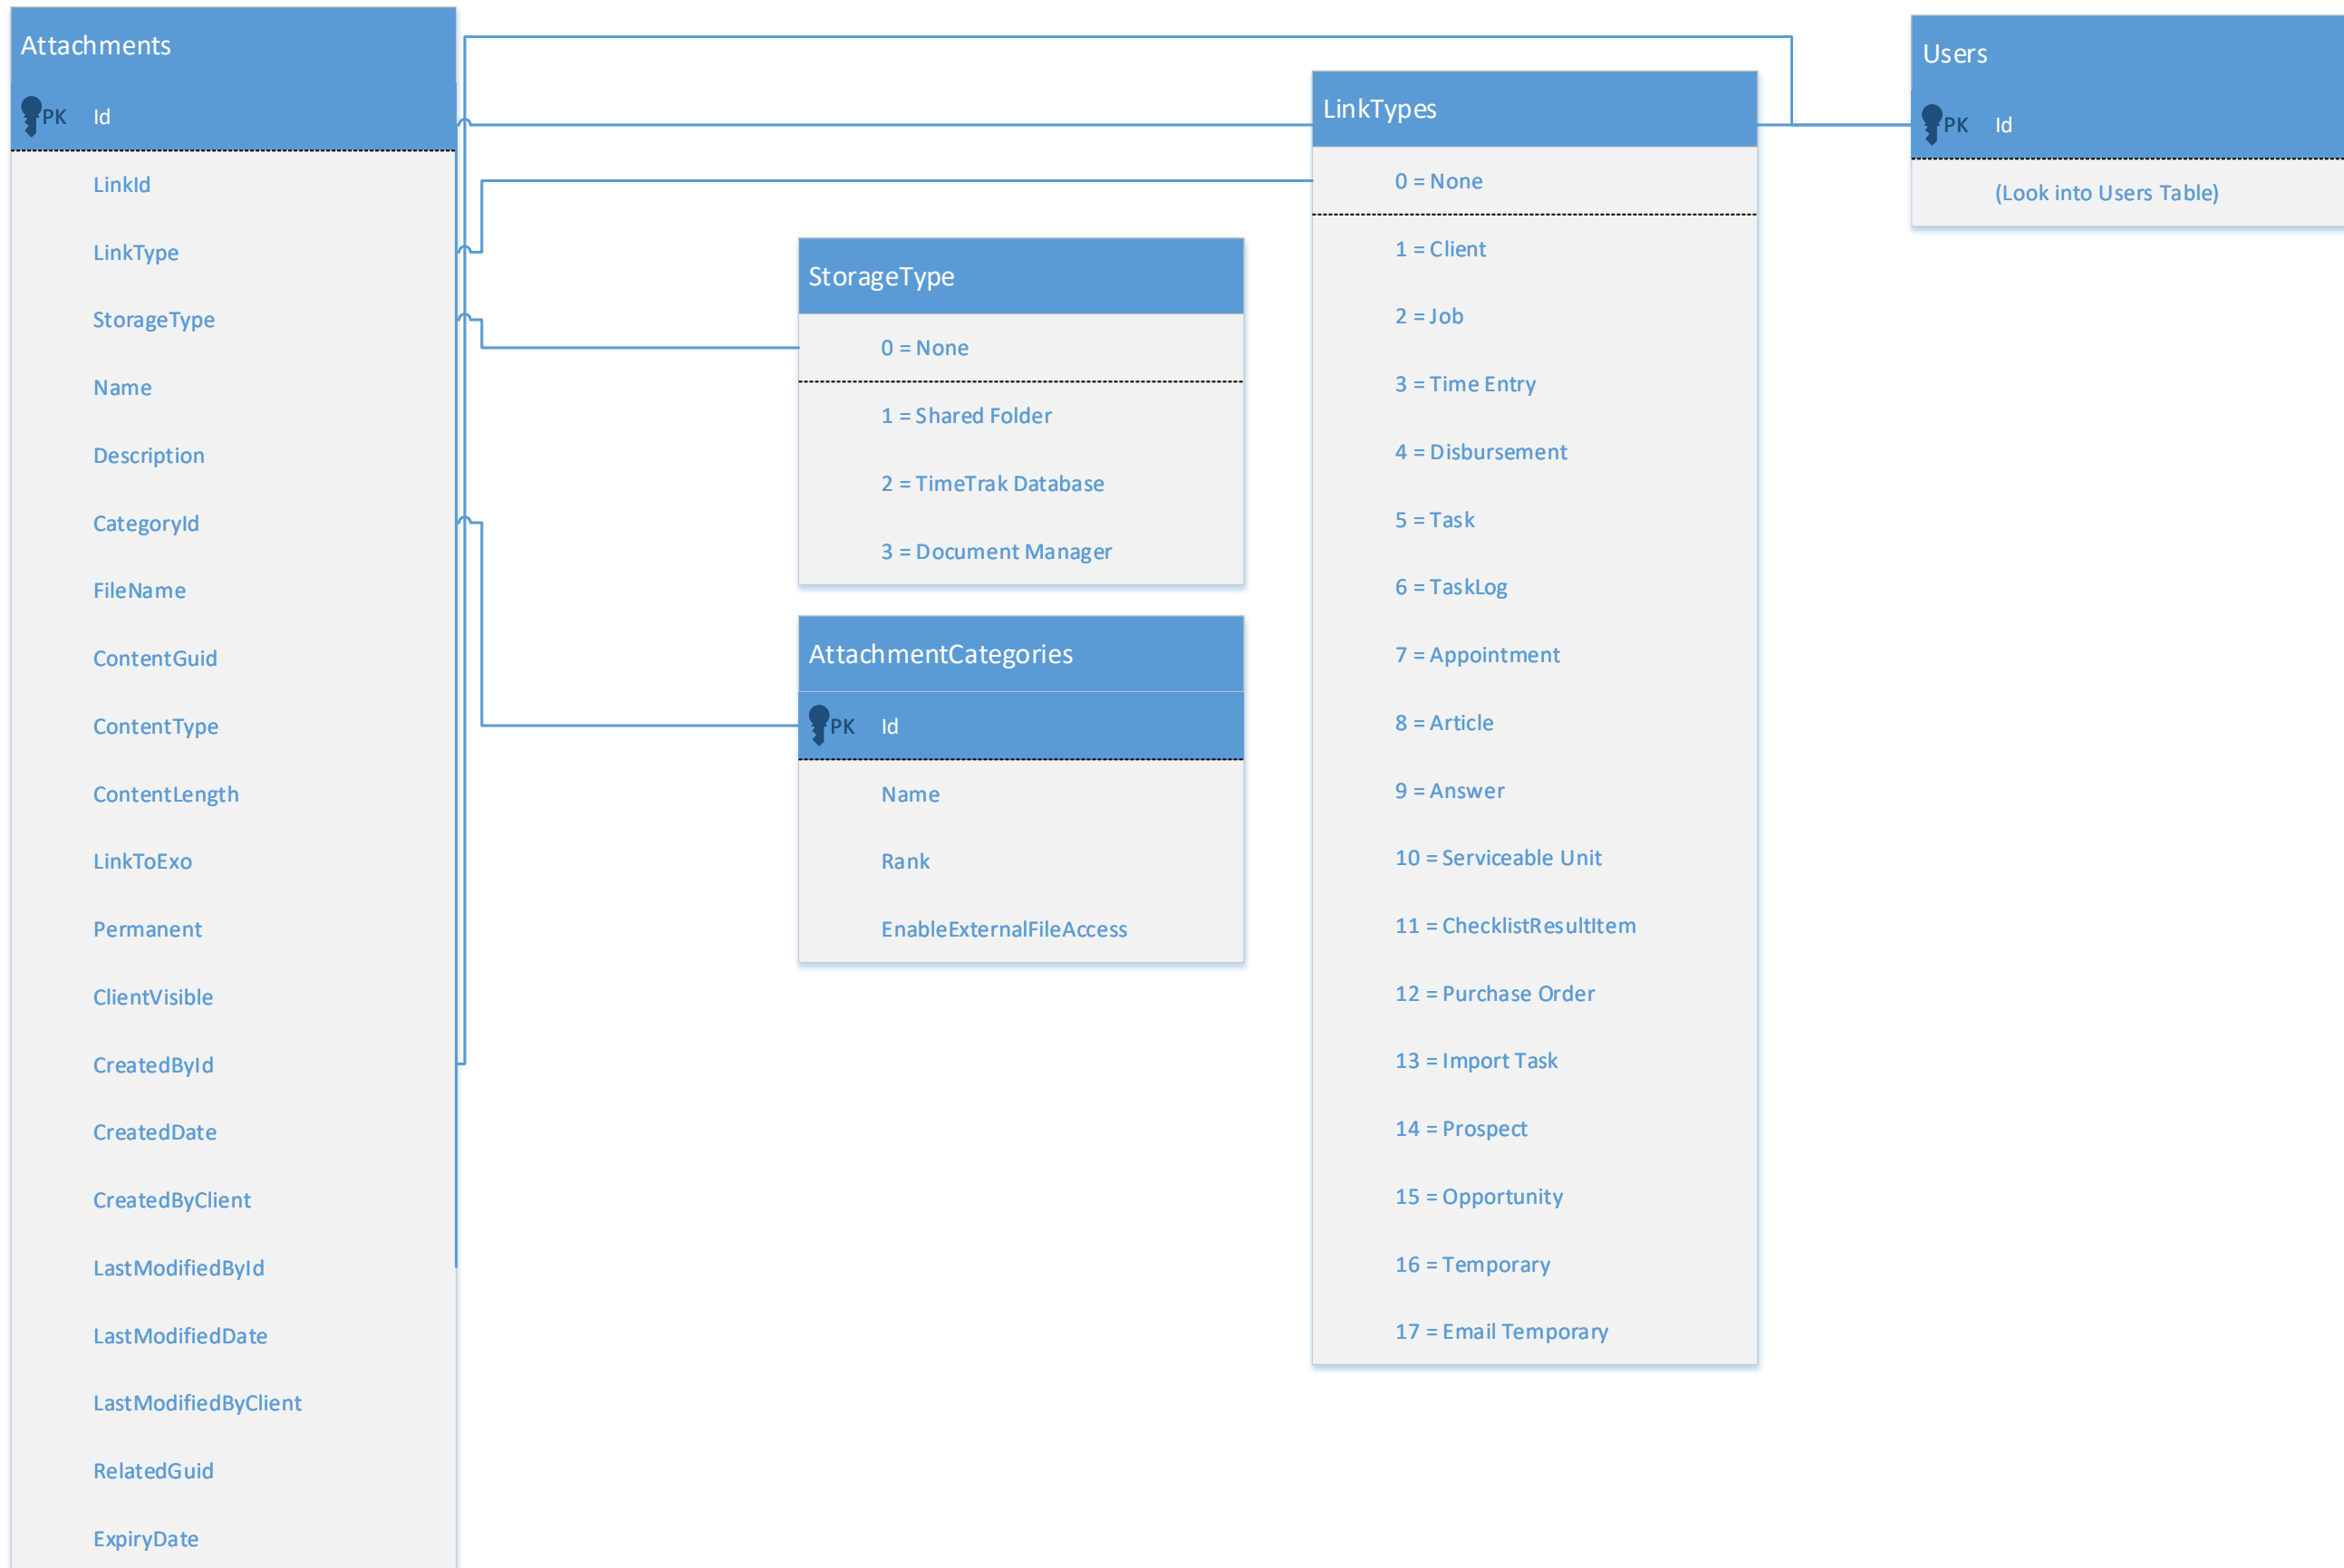 Attachments
PK Id
LinkId
LinkType
StorageType
Name
Description
CategoryId
FileName
ContentGuid
ContentType
ContentLength
LinkToExo
Permanent
ClientVisible
CreatedById
CreatedDate
CreatedByClient
LastModifiedById
LastModifiedDate
LastModifiedByClient
RelatedGuid
ExpiryDate
StorageType
0 = None
1 = Shared Folder
2 = TimeTrak Database
3 = Document Manager
AttachmentCategories
PK Id
Name
Rank
EnableExternalFileAccess
LinkTypes
0 = None
1 = Client
2 = Job
3 = Time Entry
4 = Disbursement
5 = Task
6 = TaskLog
7 = Appointment
8 = Article
9 = Answer
10 = Serviceable Unit
11 = ChecklistResultItem
12 = Purchase Order
13 = Import Task
14 = Prospect
15 = Opportunity
16 = Temporary
17 = Email Temporary
Users
PK Id
(Look into Users Table)